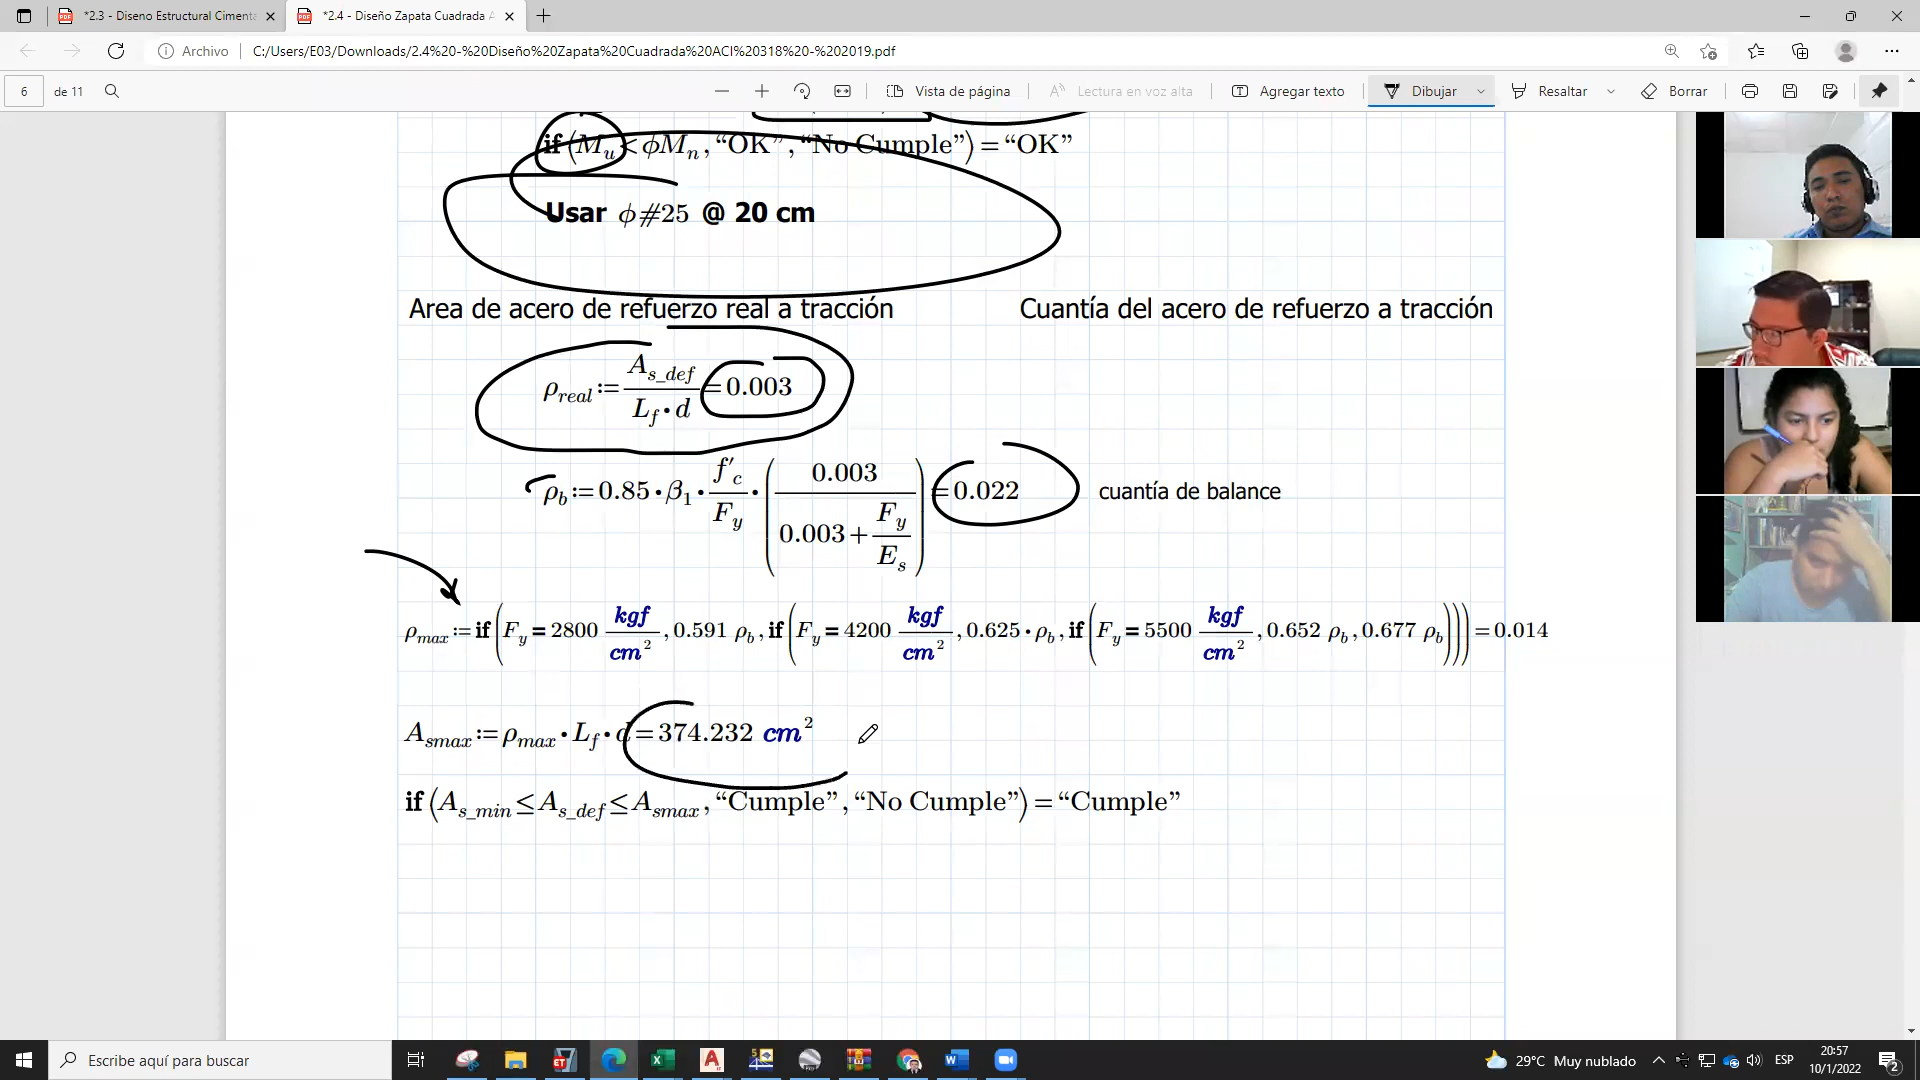 *2.3 - Diseno Estructural Cimenta
*2.4 - Diseño Zapata Cuadrada A
Archivo C:/Users/E03/Downloads/2.4%20-%20Diseño%20Zapata%20Cuadrada%20ACI%20318%20-%202019.pdf
6 de 11 Vista de página Lectura en voz alta Agregar texto Dibujar Resaltar Borrar
if (Mu < ϕMn, “OK”, “No Cumple”) = “OK”
Usar ϕ#25 @ 20 cm
Area de acero de refuerzo real a tracción Cuantía del acero de refuerzo a tracción
ρreal := As_def / (Lf • d) = 0.003
ρb := 0.85 • β1 • f'c / Fy • (0.003 / (0.003 + Fy / Es)) = 0.022 cuantía de balance
ρmax := if (Fy = 2800 kgf / cm², 0.591 ρb, if (Fy = 4200 kgf / cm², 0.625 • ρb, if (Fy = 5500 kgf / cm², 0.652 ρb, 0.677 ρb))) = 0.014
Asmax := ρmax • Lf • d = 374.232 cm²
if (As_min ≤ As_def ≤ Asmax, “Cumple”, “No Cumple”) = “Cumple”
Escribe aquí para buscar
29°C Muy nublado
ESP
20:57
10/1/2022
2